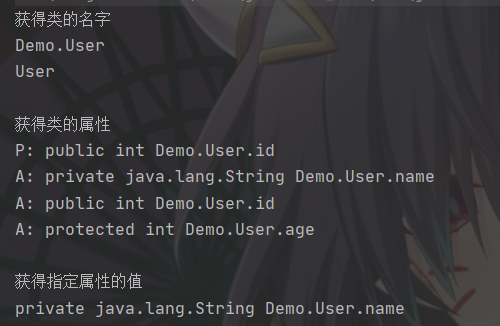 获得类的名字
Demo.User
User
获得类的属性
P: public int Demo.User.id
A: private java.lang.String Demo.User.name
A: public int Demo.User.id
A: protected int Demo.User.age
获得指定属性的值
private java.lang.String Demo.User.name